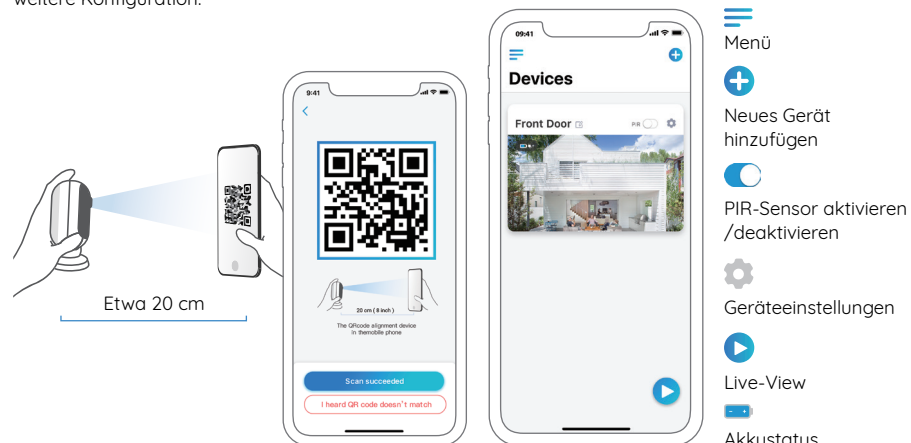 weitere Konfiguration.
Etwa 20 cm
9:41
20 cm ( 8 inch )
The QRcode alignment device
in themobile phone
Scan succeeded
I heard QR code doesn't match
09:41
Devices
Front Door
PIR
Menü
Neues Gerät
hinzufügen
PIR-Sensor aktivieren
/deaktivieren
Geräteeinstellungen
Live-View
Akkustatus